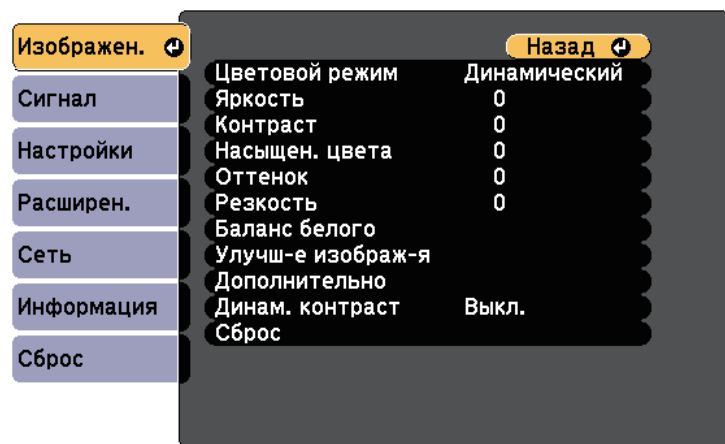 Изображен.
Сигнал
Настройки
Расширен.
Сеть
Информация
Сброс
Назад
Цветовой режим Динамический
Яркость 0
Контраст 0
Насыщен. цвета 0
Оттенок 0
Резкость 0
Баланс белого
Улучш-е изображ-я
Дополнительно
Динам. контраст Выкл.
Сброс